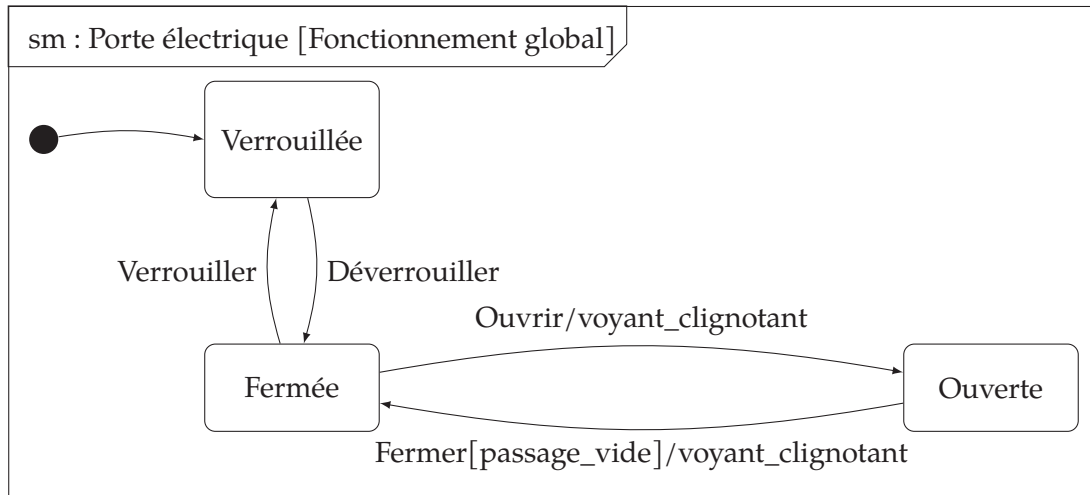 sm : Porte électrique [Fonctionnement global]
Verrouillée
Verrouiller
Déverrouiller
Ouvrir/voyant_clignotant
Fermée
Ouverte
Fermer[passage_vide]/voyant_clignotant